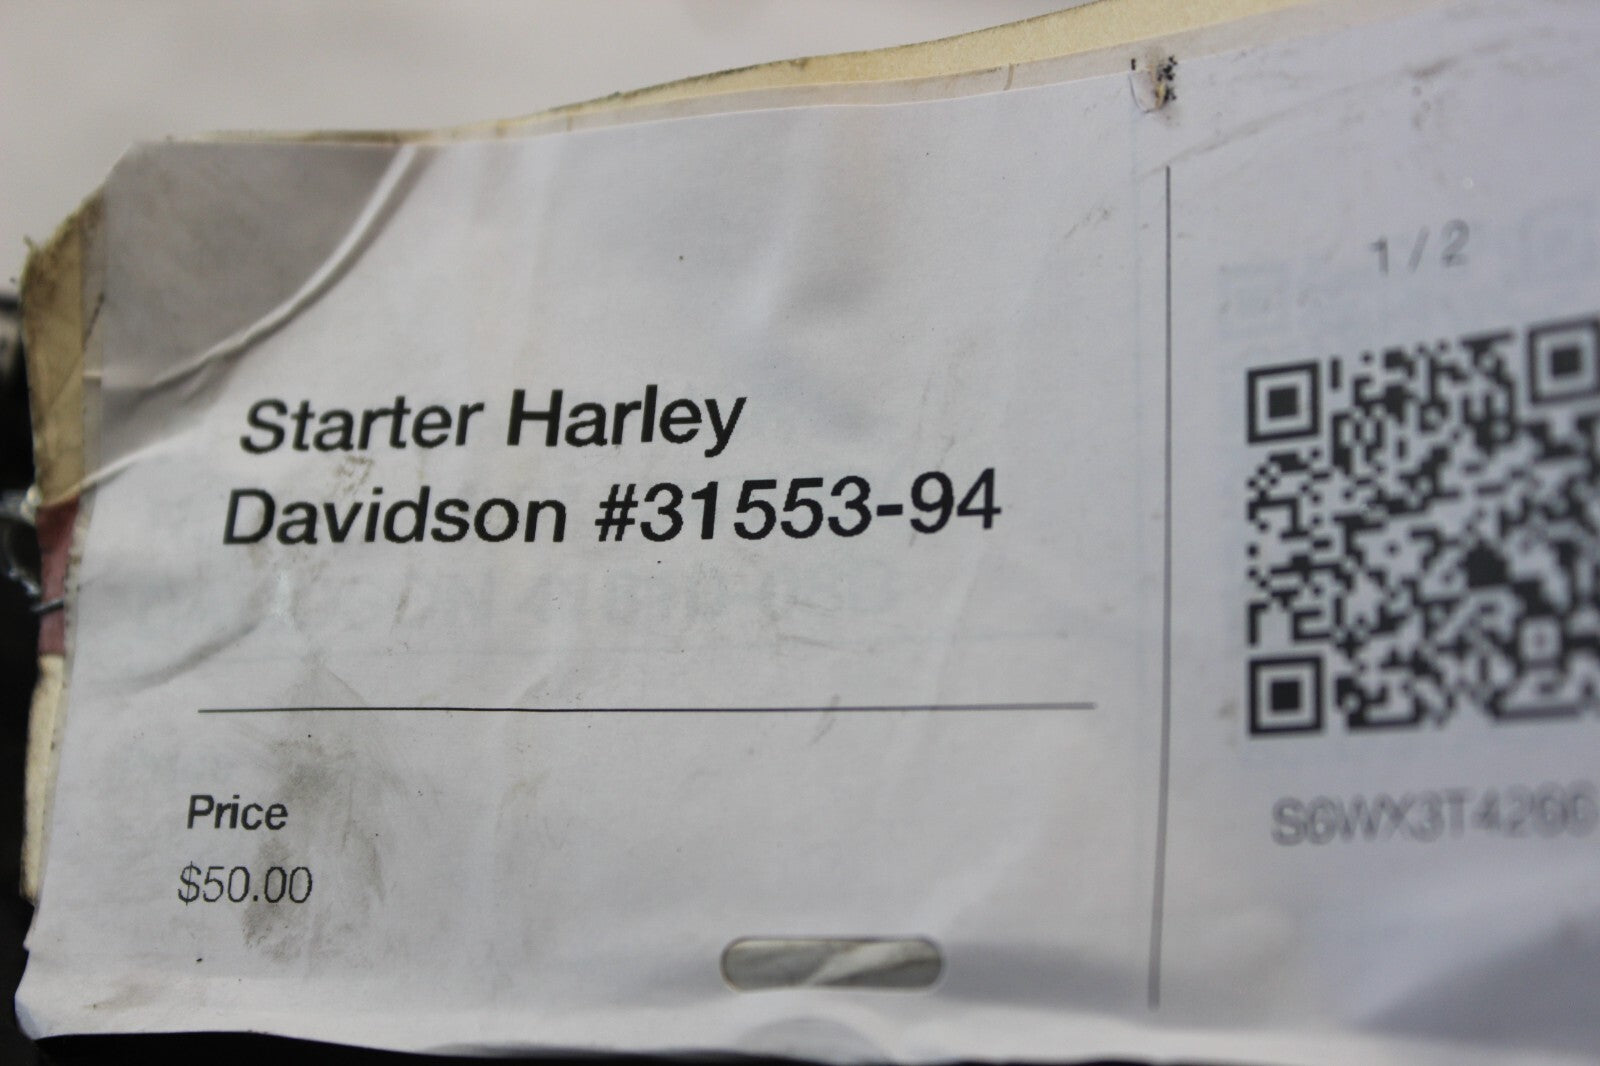 Starter Harley
Davidson #31553-94
Price
$50.00
1 / 2